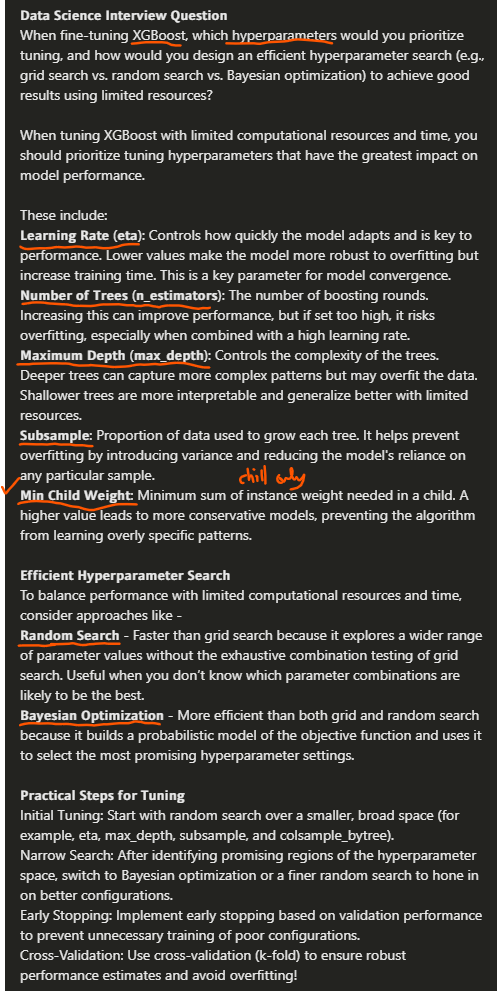 Data Science Interview Question
When fine-tuning XGBoost, which hyperparameters would you prioritize
tuning, and how would you design an efficient hyperparameter search (e.g.,
grid search vs. random search vs. Bayesian optimization) to achieve good
results using limited resources?
When tuning XGBoost with limited computational resources and time, you
should prioritize tuning hyperparameters that have the greatest impact on
model performance.
These include:
Learning Rate (eta): Controls how quickly the model adapts and is key to
performance. Lower values make the model more robust to overfitting but
increase training time. This is a key parameter for model convergence.
Number of Trees (n_estimators): The number of boosting rounds.
Increasing this can improve performance, but if set too high, it risks
overfitting, especially when combined with a high learning rate.
Maximum Depth (max_depth): Controls the complexity of the trees.
Deeper trees can capture more complex patterns but may overfit the data.
Shallower trees are more interpretable and generalize better with limited
resources.
Subsample: Proportion of data used to grow each tree. It helps prevent
overfitting by introducing variance and reducing the model's reliance on
any particular sample.
chill only
Min Child Weight: Minimum sum of instance weight needed in a child. A
higher value leads to more conservative models, preventing the algorithm
from learning overly specific patterns.
Efficient Hyperparameter Search
To balance performance with limited computational resources and time,
consider approaches like -
Random Search - Faster than grid search because it explores a wider range
of parameter values without the exhaustive combination testing of grid
search. Useful when you don't know which parameter combinations are
likely to be the best.
Bayesian Optimization - More efficient than both grid and random search
because it builds a probabilistic model of the objective function and uses it
to select the most promising hyperparameter settings.
Practical Steps for Tuning
Initial Tuning: Start with random search over a smaller, broad space (for
example, eta, max_depth, subsample, and colsample_bytree).
Narrow Search: After identifying promising regions of the hyperparameter
space, switch to Bayesian optimization or a finer random search to hone in
on better configurations.
Early Stopping: Implement early stopping based on validation performance
to prevent unnecessary training of poor configurations.
Cross-Validation: Use cross-validation (k-fold) to ensure robust
performance estimates and avoid overfitting!